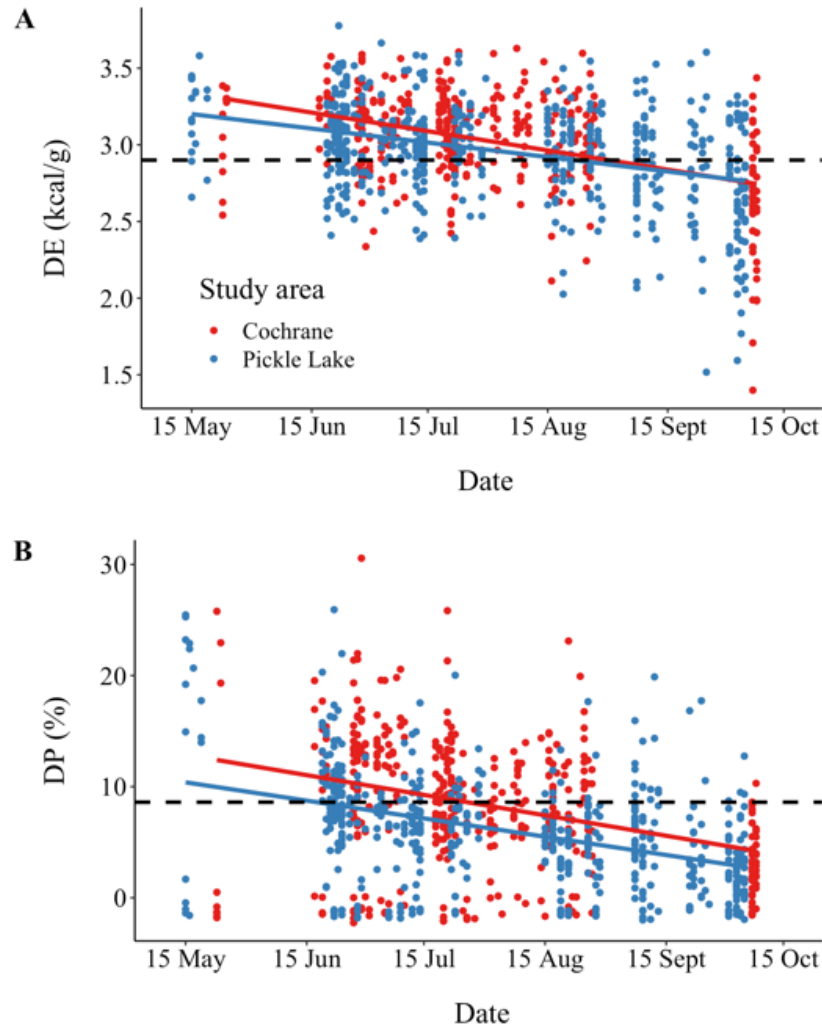 A
DE (kcal/g)
3.5
3.0
2.5
2.0
1.5
Study area
Cochrane
Pickle Lake
15 May 15 Jun 15 Jul 15 Aug 15 Sept 15 Oct
Date
B
DP (%)
30
20
10
0
15 May 15 Jun 15 Jul 15 Aug 15 Sept 15 Oct
Date